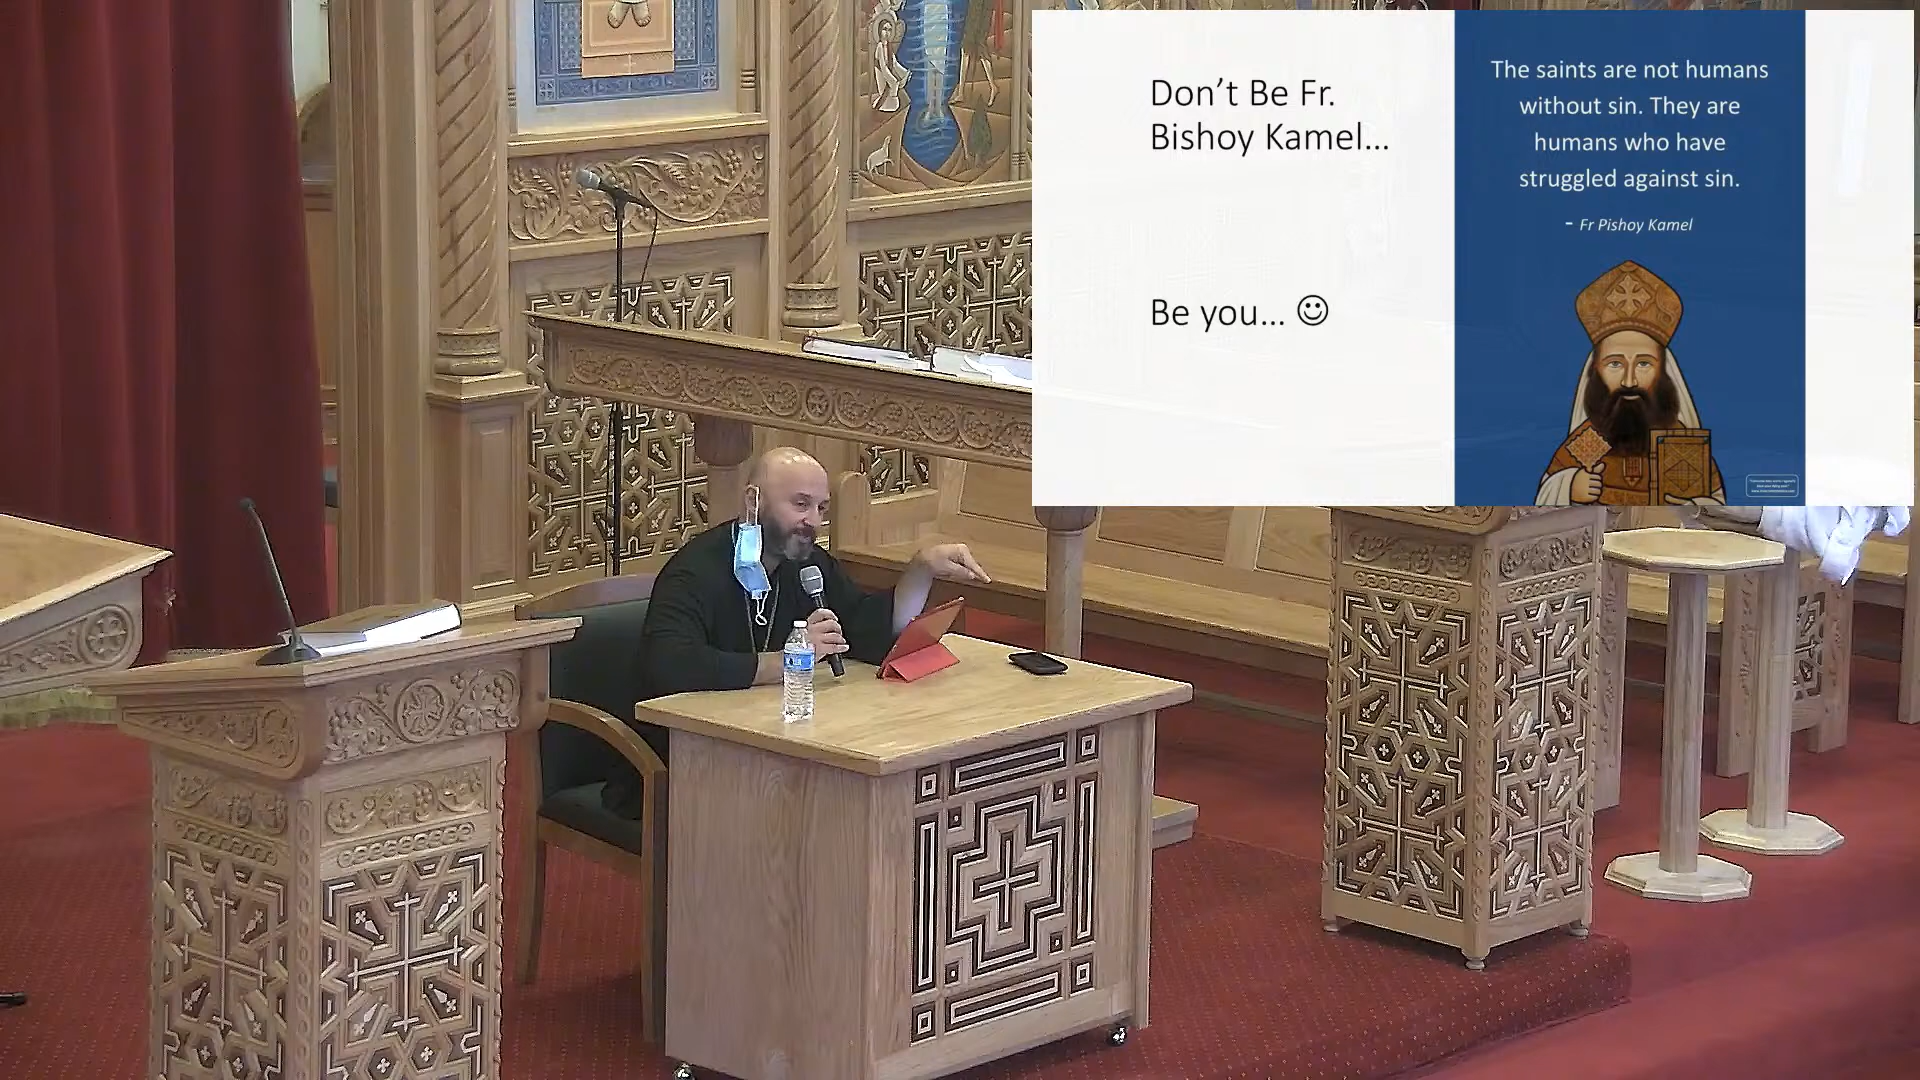 Don’t Be Fr.
Bishoy Kamel...
Be you... ☺
The saints are not humans
without sin. They are
humans who have
struggled against sin.
- Fr Pishoy Kamel